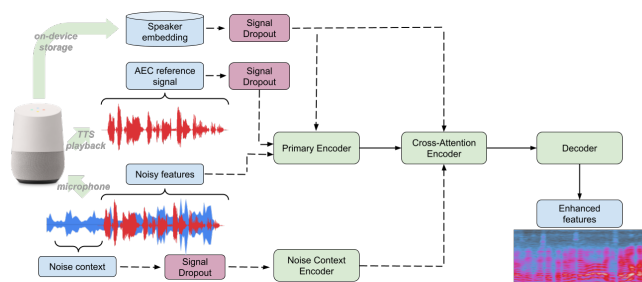 on-device
storage
Speaker
embedding
Signal
Dropout
AEC reference
signal
Signal
Dropout
TTS
playback
Primary Encoder
Cross-Attention
Encoder
Decoder
microphone
Noisy features
Enhanced
features
Noise context
Signal
Dropout
Noise Context
Encoder